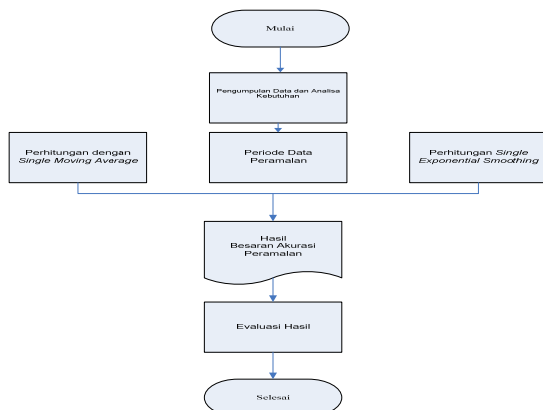 Mulai
Pengumpulan Data dan Analisa
Kebutuhan
Perhitungan dengan
Single Moving Average
Periode Data
Peramalan
Perhitungan Single
Exponential Smoothing
Hasil
Besaran Akurasi
Peramalan
Evaluasi Hasil
Selesai